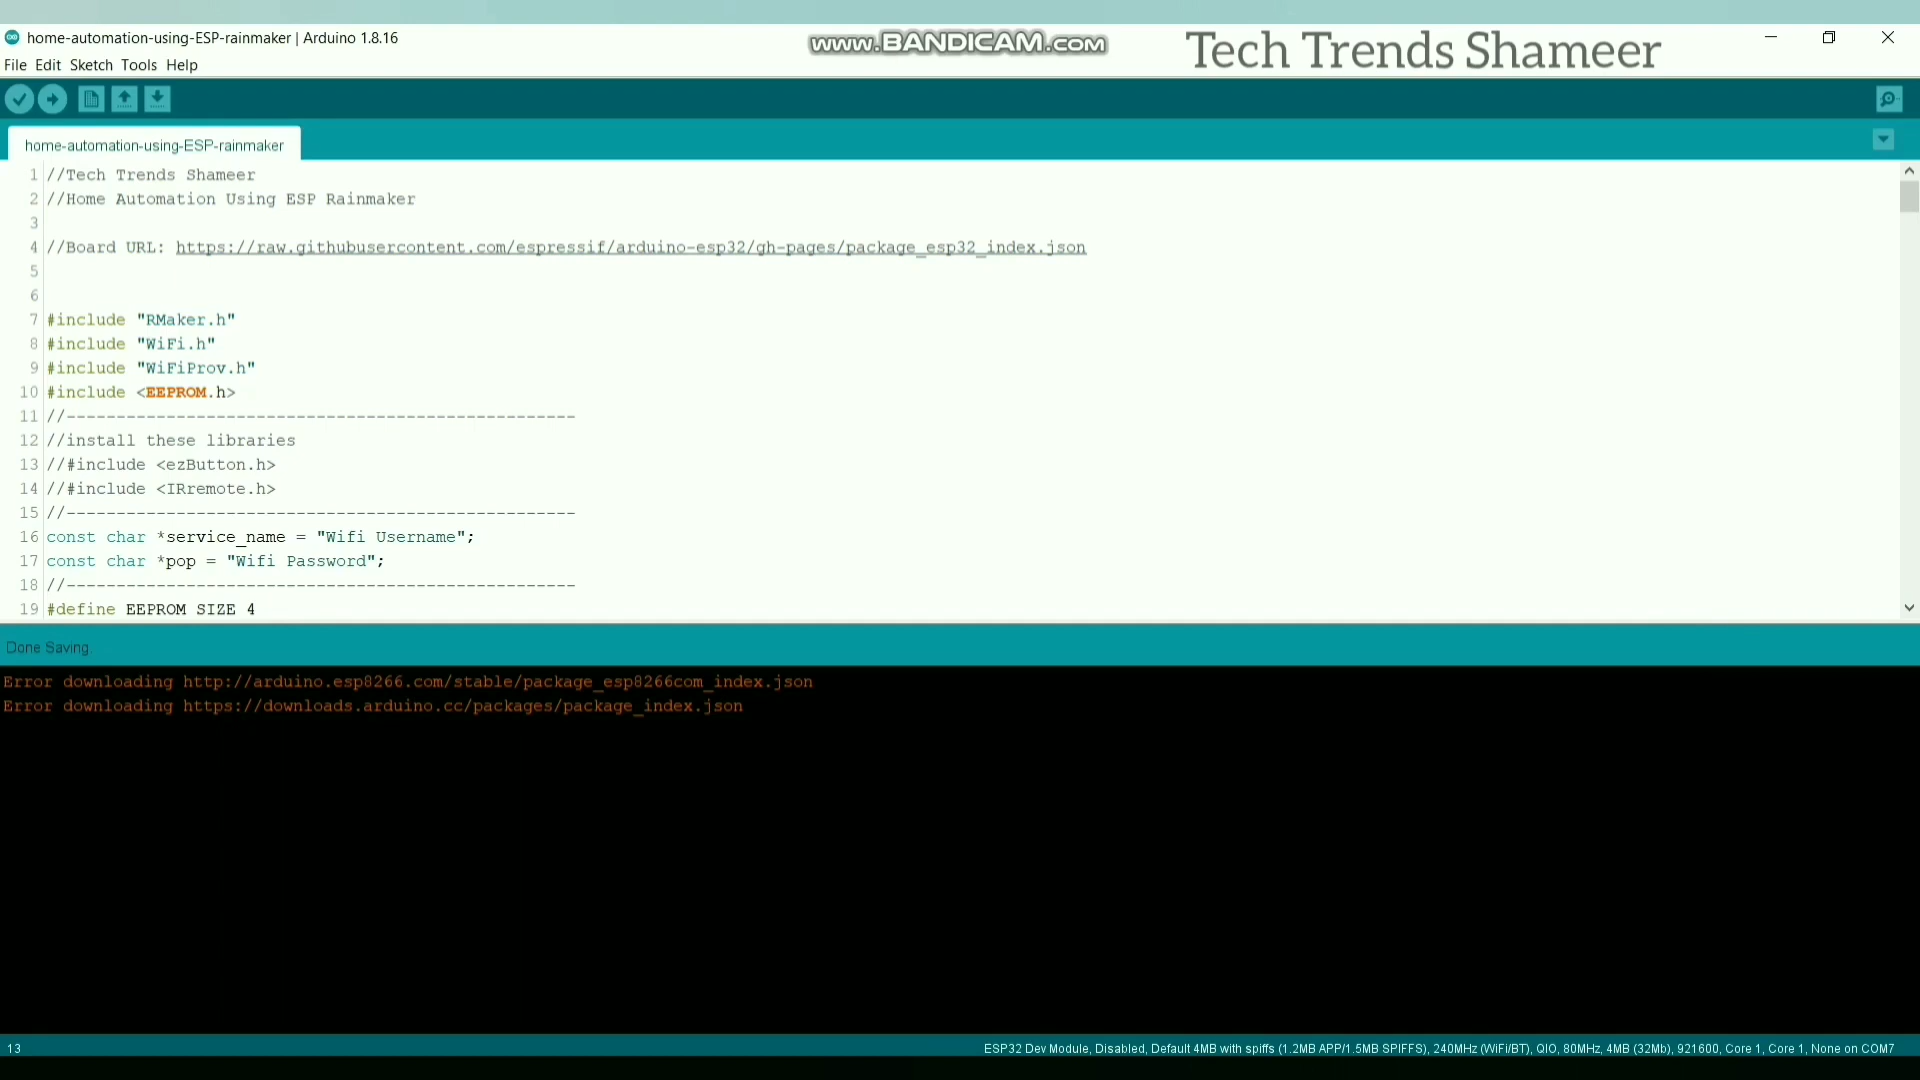 home-automation-using-ESP-rainmaker | Arduino 1.8.16
www.BANDICAM.com
Tech Trends Shameer
File Edit Sketch Tools Help
home-automation-using-ESP-rainmaker
1 //Tech Trends Shameer
2 //Home Automation Using ESP Rainmaker
3
4 //Board URL: https://raw.githubusercontent.com/espressif/arduino-esp32/gh-pages/package_esp32_index.json
5
6
7 #include "RMaker.h"
8 #include "WiFi.h"
9 #include "WiFiProv.h"
10 #include <EEPROM.h>
11 //---------------------------------------------------
12 //install these libraries
13 //#include <ezButton.h>
14 //#include <IRremote.h>
15 //---------------------------------------------------
16 const char *service_name = "Wifi Username";
17 const char *pop = "Wifi Password";
18 //---------------------------------------------------
19 #define EEPROM SIZE 4
Done Saving.
Error downloading http://arduino.esp8266.com/stable/package_esp8266com_index.json
Error downloading https://downloads.arduino.cc/packages/package_index.json
13
ESP32 Dev Module, Disabled, Default 4MB with spiffs (1.2MB APP/1.5MB SPIFFS), 240MHz (WiFi/BT), QIO, 80MHz, 4MB (32Mb), 921600, Core 1, Core 1, None on COM7